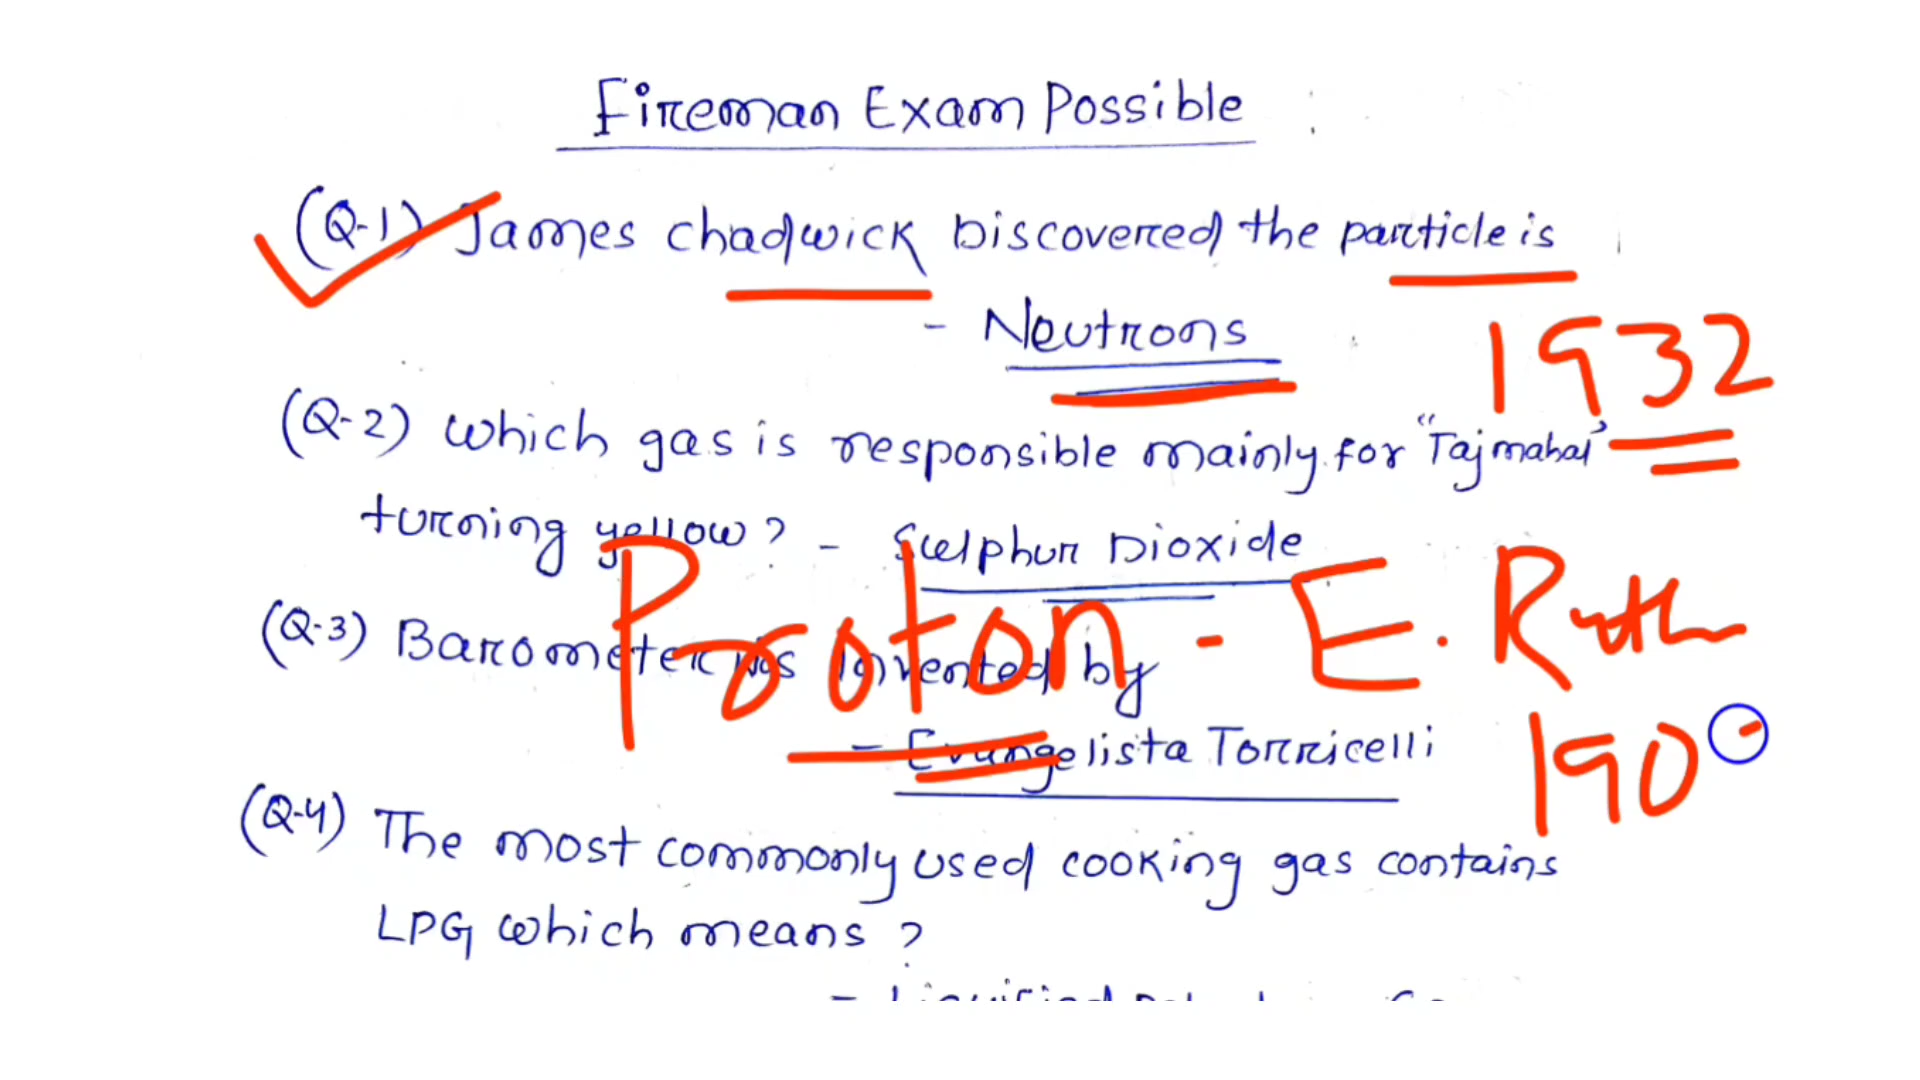 Fireman Exam Possible :
(Q-1) James chadwick Discovered the particle is
- Neutrons
1932
(Q-2) which gas is responsible mainly for "Tajmahal"
turning yellow? - Sulphur Dioxide
Proton - E. Ruth
(Q-3) Barometer was invented by
- Evangelista Torricelli
190
(Q-4) The most commonly used cooking gas contains
LPG which means ?